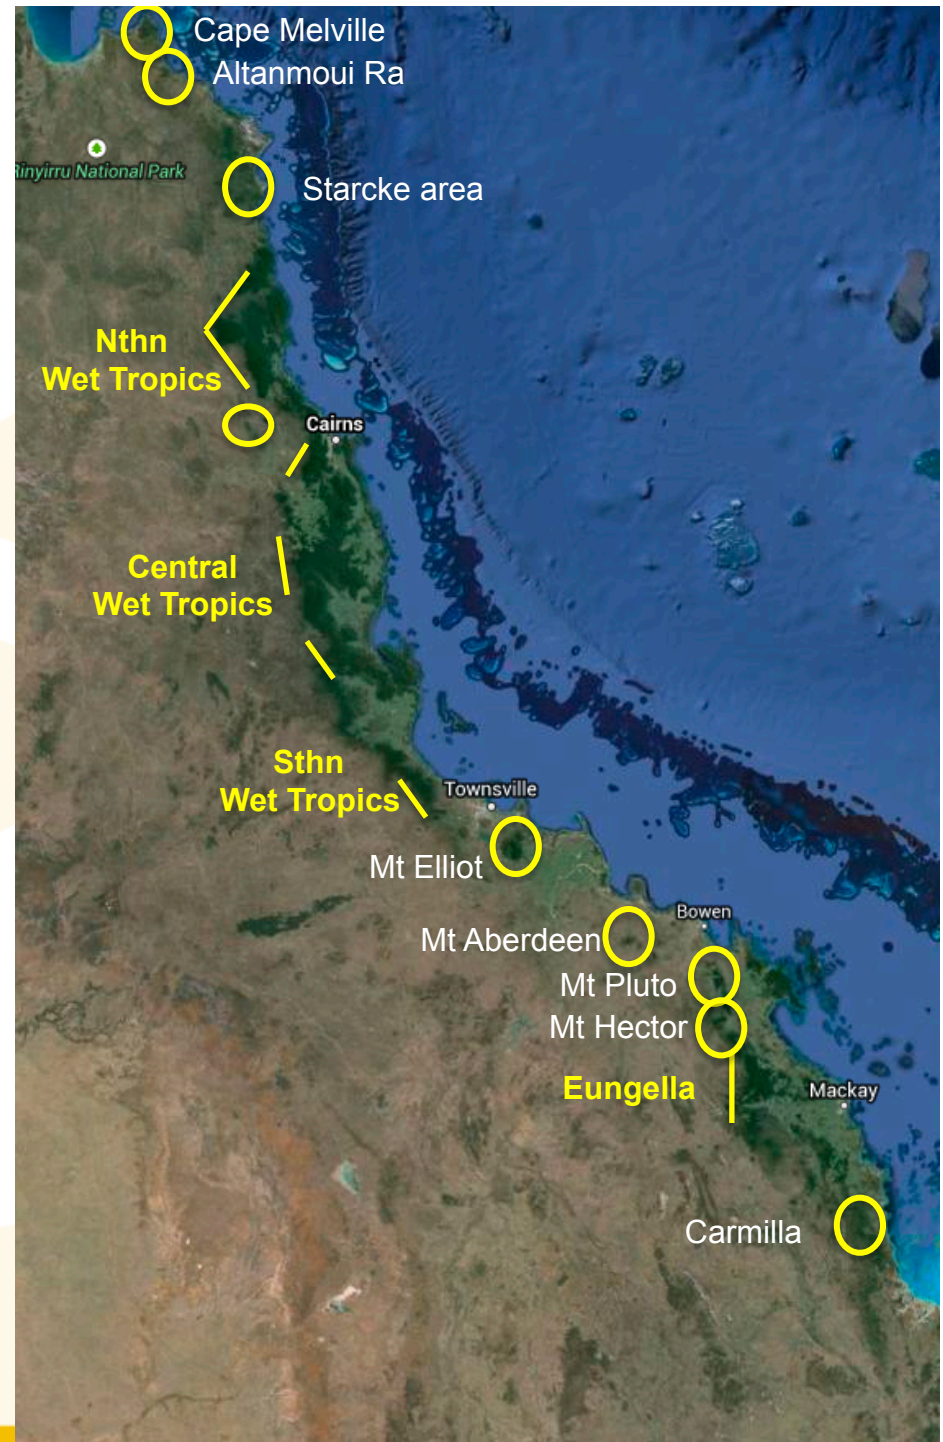 Cape Melville
Altanmoui Ra
Rinyirru National Park
Starcke area
Nthn
Wet Tropics
Cairns
Central
Wet Tropics
Sthn
Wet Tropics
Townsville
Mt Elliot
Bowen
Mt Aberdeen
Mt Pluto
Mt Hector
Eungella
Mackay
Carmilla